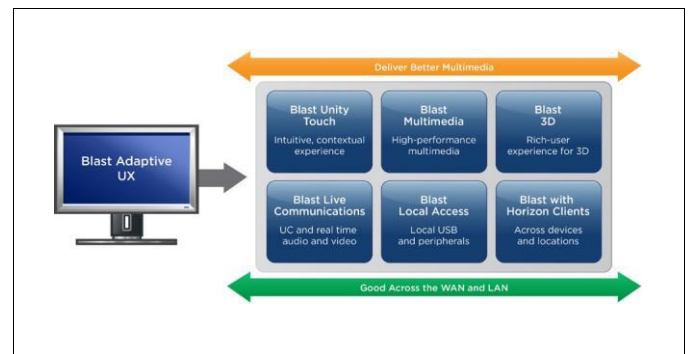 Deliver Better Multimedia
Blast Adaptive
UX
Blast Unity
Touch
Intuitive, contextual
experience
Blast
Multimedia
High-performance
multimedia
Blast
3D
Rich-user
experience for 3D
Blast Live
Communications
UC and real time
audio and video
Blast
Local Access
Local USB
and peripherals
Blast with
Horizon Clients
Across devices
and locations
Good Across the WAN and LAN